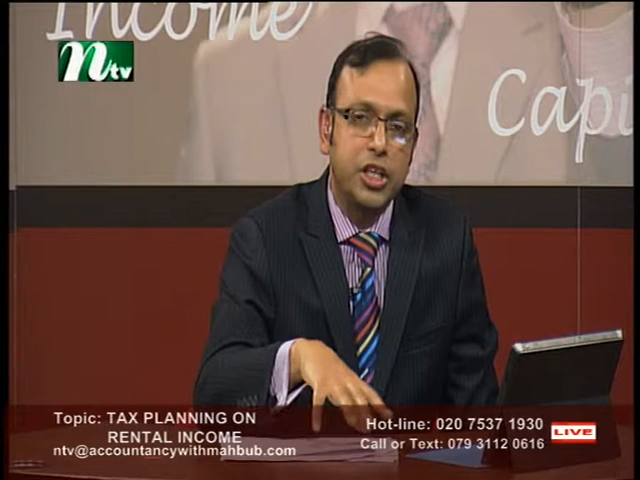 Income
Ntv
Capi
Topic: TAX PLANNING ON
RENTAL INCOME
ntv@accountancywithmahbub.com
Hot-line: 020 7537 1930
Call or Text: 079 3112 0616
LIVE